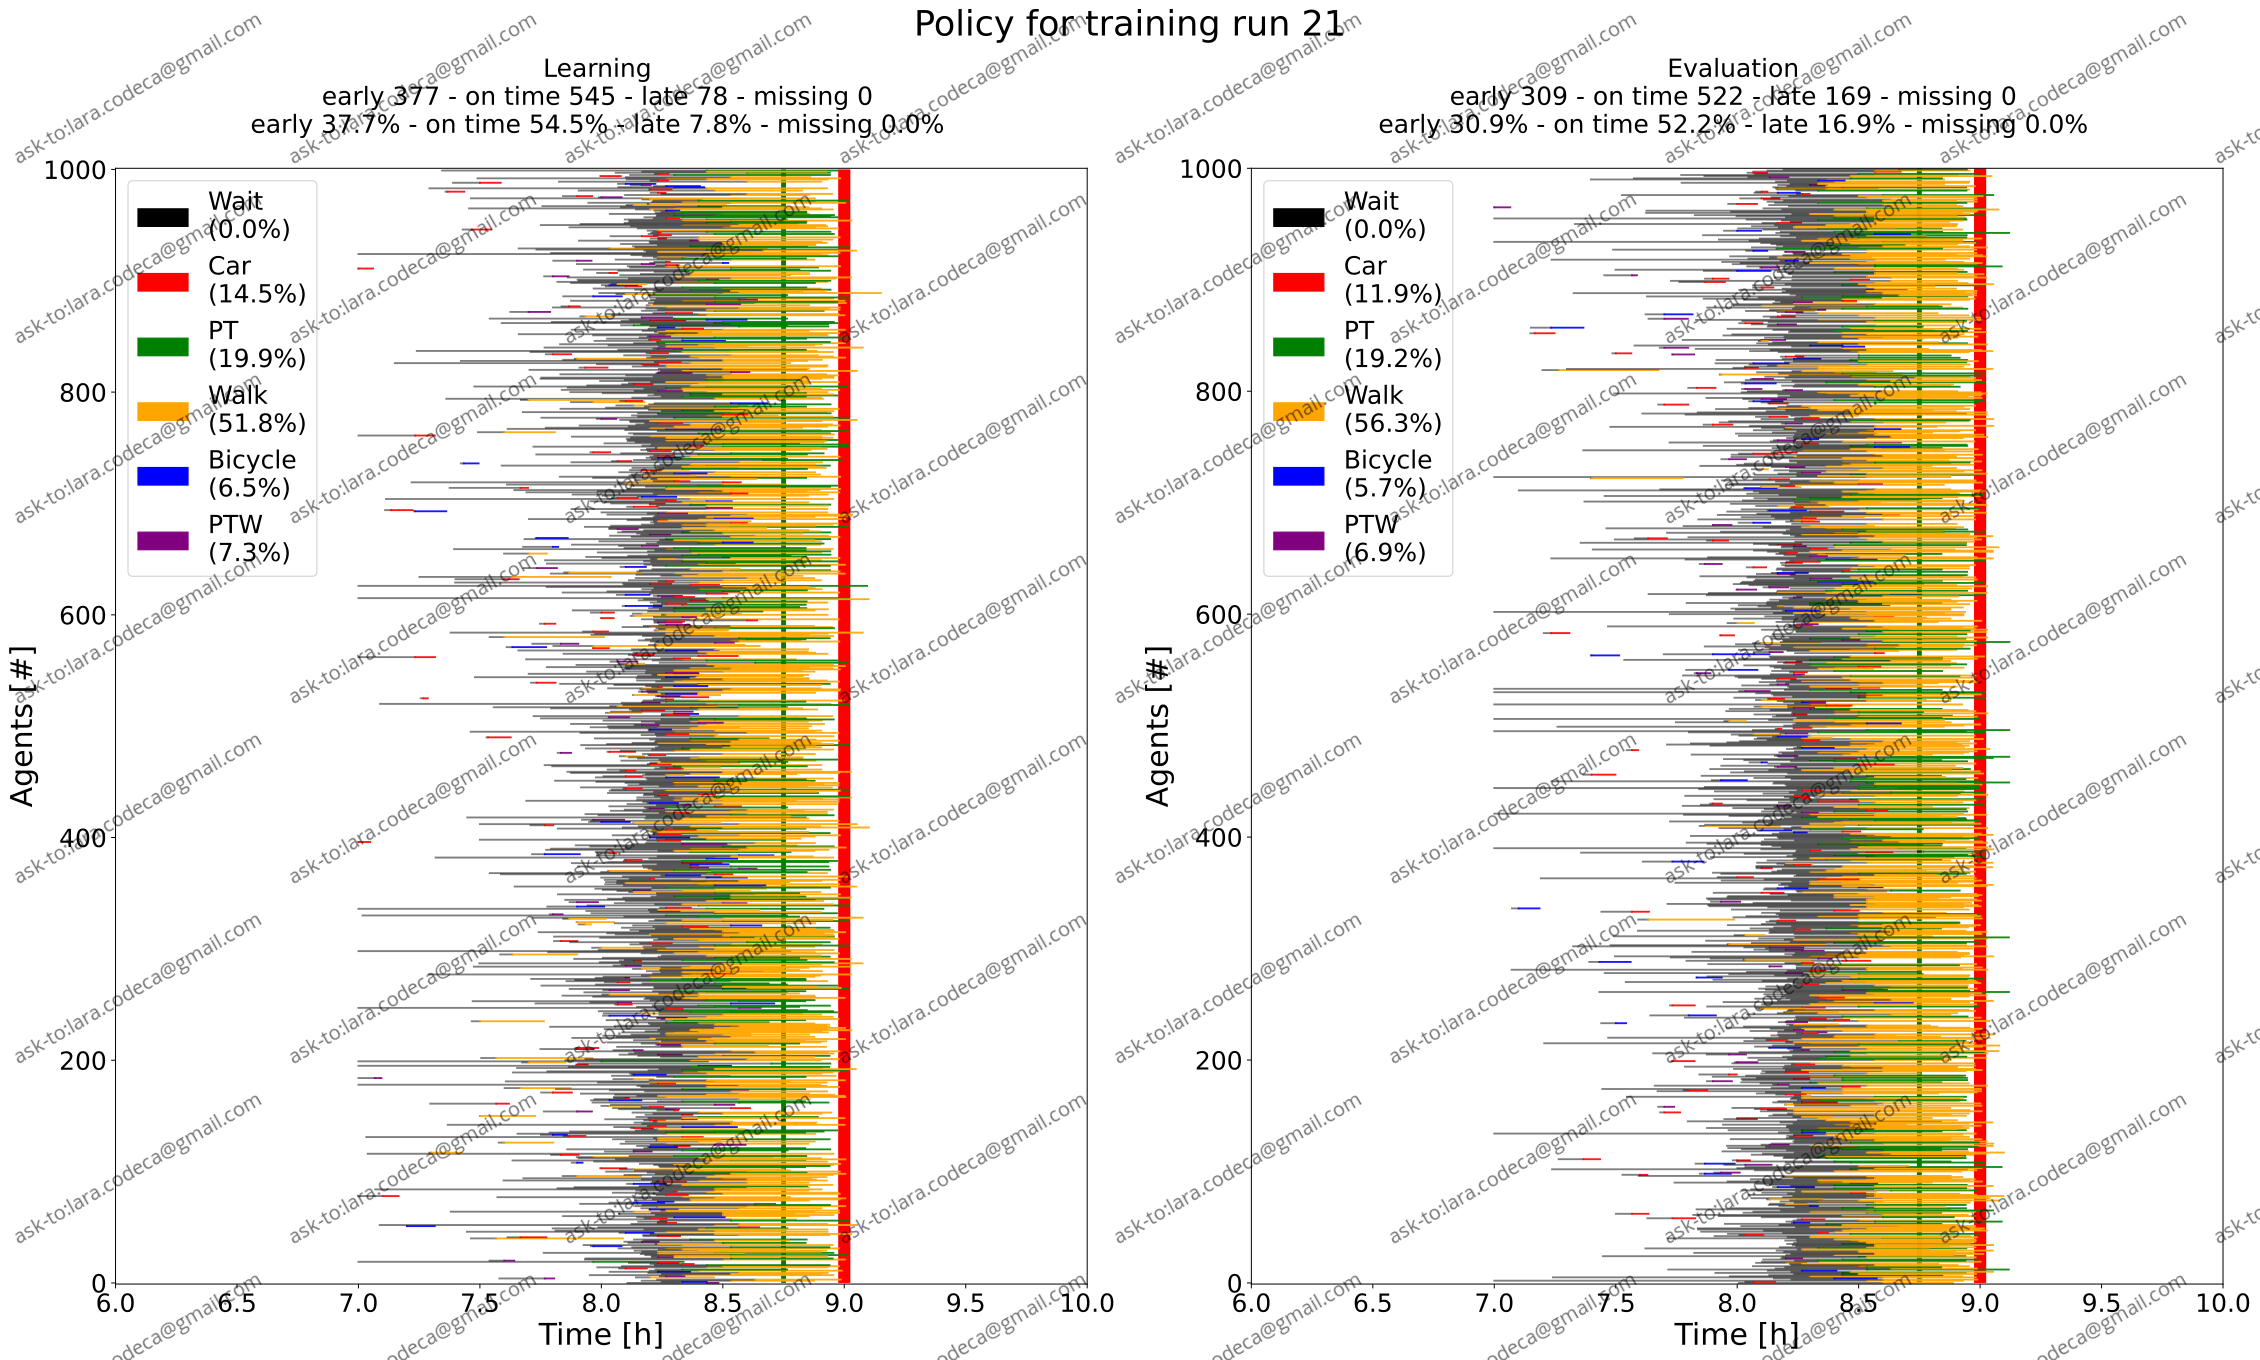 Policy for training run 21
Learning
early 377 - on time 545 - late 78 - missing 0
early 37.7% - on time 54.5% - late 7.8% - missing 0.0%
1000
800
600
400
200
0
Agents [#]
Wait
(0.0%)
Car
(14.5%)
PT
(19.9%)
Walk
(51.8%)
Bicycle
(6.5%)
PTW
(7.3%)
6.0 6.5 7.0 7.5 8.0 8.5 9.0 9.5 10.0
Time [h]
Evaluation
early 309 - on time 522 - late 169 - missing 0
early 30.9% - on time 52.2% - late 16.9% - missing 0.0%
1000
800
600
400
200
0
Agents [#]
Wait
(0.0%)
Car
(11.9%)
PT
(19.2%)
Walk
(56.3%)
Bicycle
(5.7%)
PTW
(6.9%)
6.0 6.5 7.0 7.5 8.0 8.5 9.0 9.5 10.0
Time [h]
ask-to:lara.codeca@gmail.com